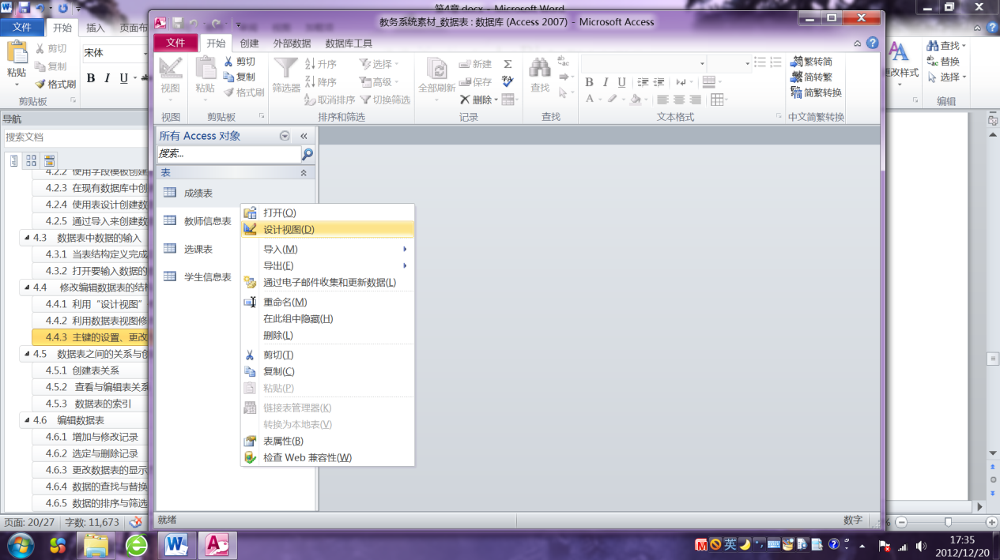 第4章.docx - Microsoft Word
教务系统素材_数据表 : 数据库 (Access 2007) - Microsoft Access
文件 开始 插入 页面布
文件 开始 创建 外部数据 数据库工具
粘贴 剪切 复制 格式刷
宋体
B I U
剪贴板
视图 粘贴 剪切 复制 格式刷
筛选器 升序 降序 取消排序 选择 高级 切换筛选
全部刷新 新建 保存 删除
查找
B I U
A
繁转简
简转繁
简繁转换
视图 剪贴板 排序和筛选 记录 查找 文本格式 中文简繁转换
更改样式
查找
替换
选择
编辑
导航
搜索文档
4.2.2 使用字段模板创建
4.2.3 在现有数据库中创
4.2.4 使用表设计创建数
4.2.5 通过导入来创建数
4.3 数据表中数据的输入
4.3.1 当表结构定义完成
4.3.2 打开要输入数据的
4.4 修改编辑数据表的结构
4.4.1 利用“设计视图”
4.4.2 利用数据表视图修
4.4.3 主键的设置、更改
4.5 数据表之间的关系与创
4.5.1 创建表关系
4.5.2 查看与编辑表关系
4.5.3 数据表的索引
4.6 编辑数据表
4.6.1 增加与修改记录
4.6.2 选定与删除记录
4.6.3 更改数据表的显示
4.6.4 数据的查找与替换
4.6.5 数据的排序与筛选
所有 Access 对象
搜索...
表
成绩表
教师信息表
选课表
学生信息表
打开(O)
设计视图(D)
导入(M)
导出(E)
通过电子邮件收集和更新数据(L)
重命名(M)
在此组中隐藏(H)
删除(L)
剪切(T)
复制(C)
粘贴(P)
链接表管理器(K)
转换为本地表(V)
表属性(B)
检查 Web 兼容性(W)
就绪
数字
页面: 20/27 字数: 11,673
%
英
17:35
2012/12/20